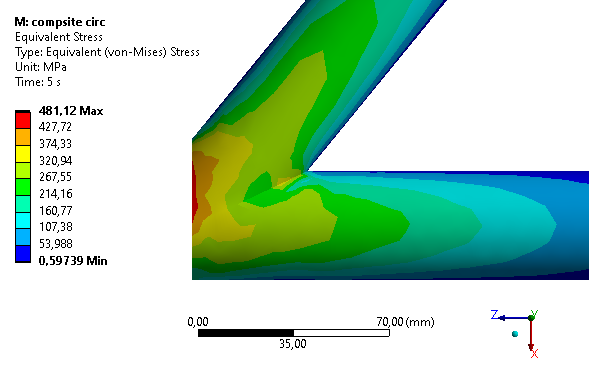 M: compsite circ
Equivalent Stress
Type: Equivalent (von-Mises) Stress
Unit: MPa
Time: 5 s
481,12 Max
427,72
374,33
320,94
267,55
214,16
160,77
107,38
53,988
0,59739 Min
0,00
70,00 (mm)
35,00
Z
Y
X